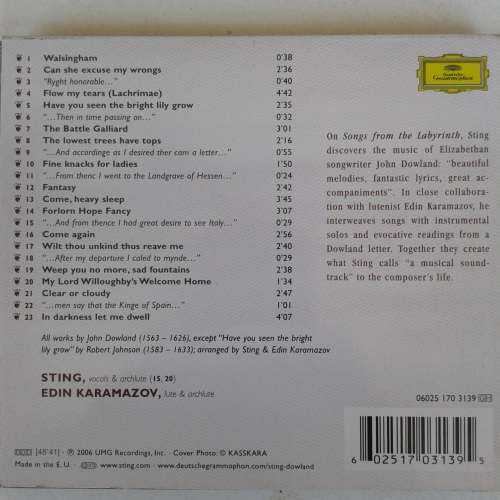 1 Walsingham 0'38
2 Can she excuse my wrongs 2'36
3 "Ryght honorable..." 0'40
4 Flow my tears (Lachrimae) 4'42
5 Have you seen the bright lily grow 2'35
6 "...Then in time passing on..." 0'32
7 The Battle Galliard 3'01
8 The lowest trees have tops 2'16
9 "...And accordinge as I desired ther cam a letter..." 0'55
10 Fine knacks for ladies 1'50
11 "...From thenc I went to the Landgrave of Hessen..." 0'24
12 Fantasy 2'42
13 Come, heavy sleep 3'45
14 Forlorn Hope Fancy 3'07
15 "...And from thence I had great desire to see Italy..." 0'29
16 Come again 2'56
17 Wilt thou unkind thus reave me 2'40
18 "...After my departure I caled to mynde..." 0'29
19 Weep you no more, sad fountains 2'38
20 My Lord Willoughby's Welcome Home 1'34
21 Clear or cloudy 2'47
22 "...men say that the Kinge of Spain..." 1'01
23 In darkness let me dwell 4'07
All works by John Dowland (1563 – 1626), except "Have you seen the bright
lily grow" by Robert Johnson (1583 – 1633); arranged by Sting & Edin Karamazov
STING, vocals & archlute (15, 20)
EDIN KARAMAZOV, lute & archlute
[48'41] · ℗ 2006 UMG Recordings, Inc. · Cover Photo: © KASSKARA
Made in the E. U. · www.sting.com · www.deutschegrammophon.com/sting-dowland
Deutsche
Grammophon
On Songs from the Labyrinth, Sting
discovers the music of Elizabethan
songwriter John Dowland: "beautiful
melodies, fantastic lyrics, great ac-
companiments". In close collabora-
tion with lutenist Edin Karamazov, he
interweaves songs with instrumental
solos and evocative readings from a
Dowland letter. Together they create
what Sting calls "a musical sound-
track" to the composer's life.
06025 170 3139 GH
6 02517 03139 5